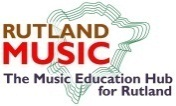 RUTLAND
MUSIC
The Music Education Hub
for Rutland